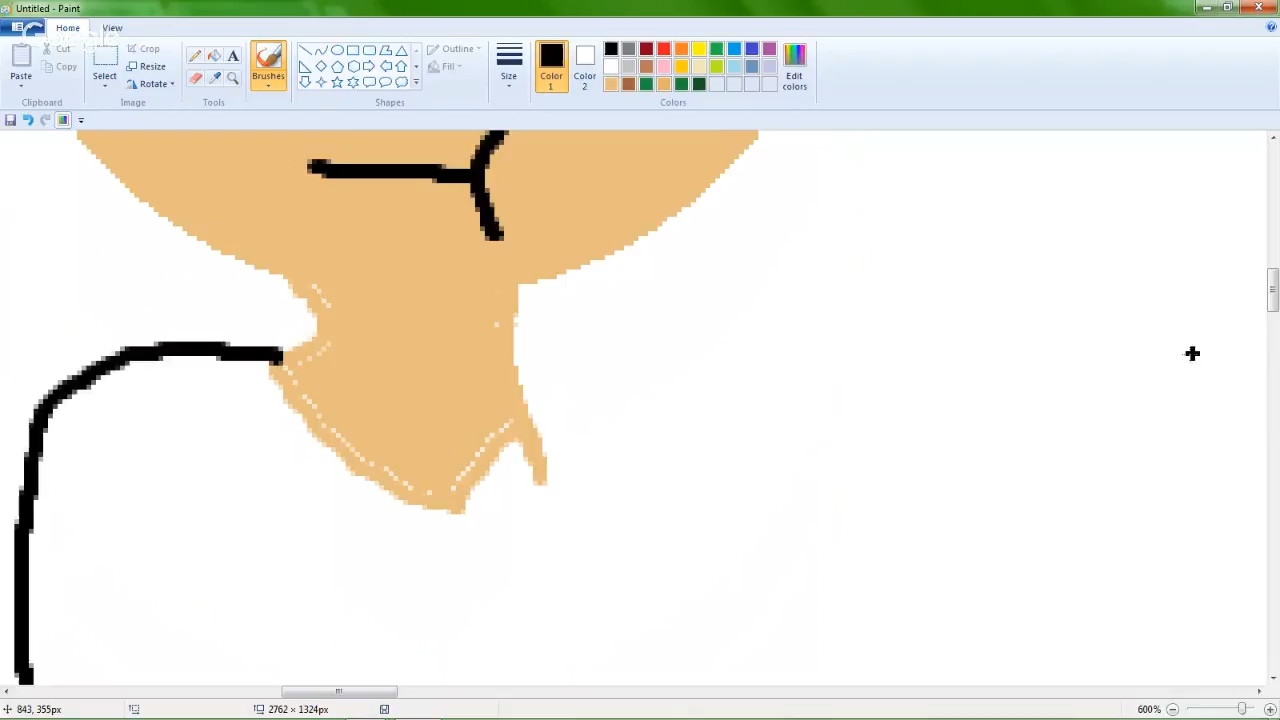 Untitled - Paint
Home View
Cut
Copy
Paste
Clipboard
Select
Crop
Resize
Rotate
Image
A
Tools
Brushes
Outline
Fill
Shapes
Size
Color 1
Color 2
Edit colors
Colors
843, 355px
2762 × 1324px
600%